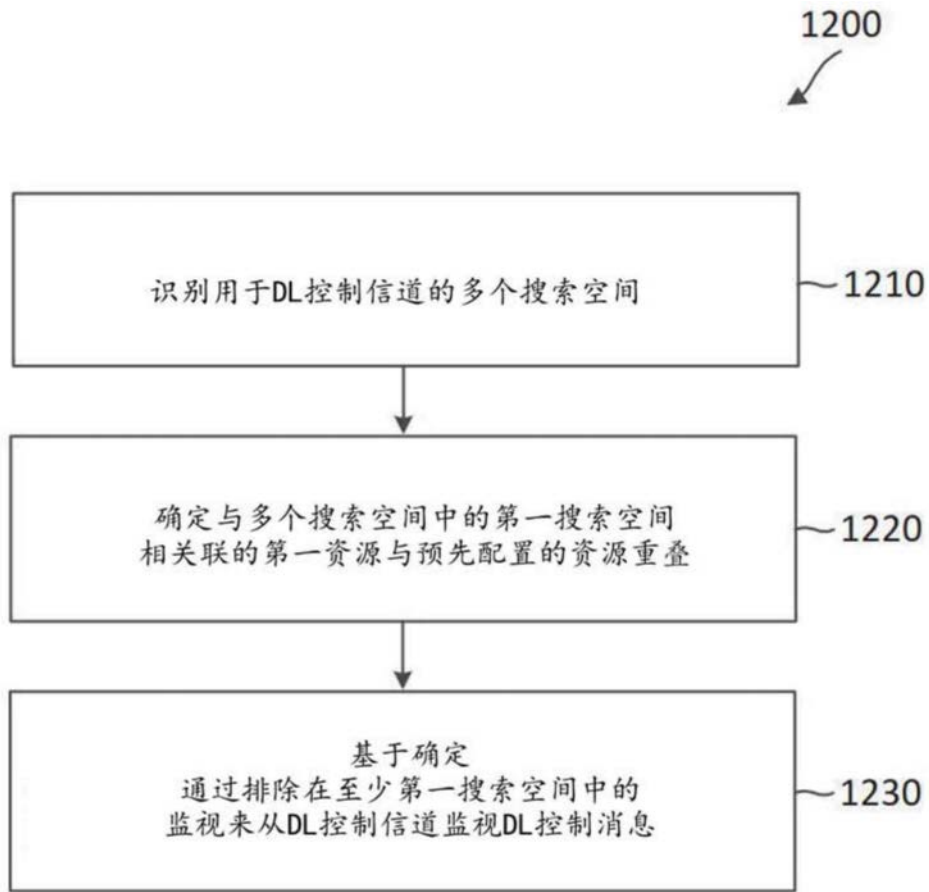 1200
识别用于DL控制信道的多个搜索空间
1210
确定与多个搜索空间中的第一搜索空间
相关联的第一资源与预先配置的资源重叠
1220
基于确定
通过排除在至少第一搜索空间中的
监视来从DL控制信道监视DL控制消息
1230